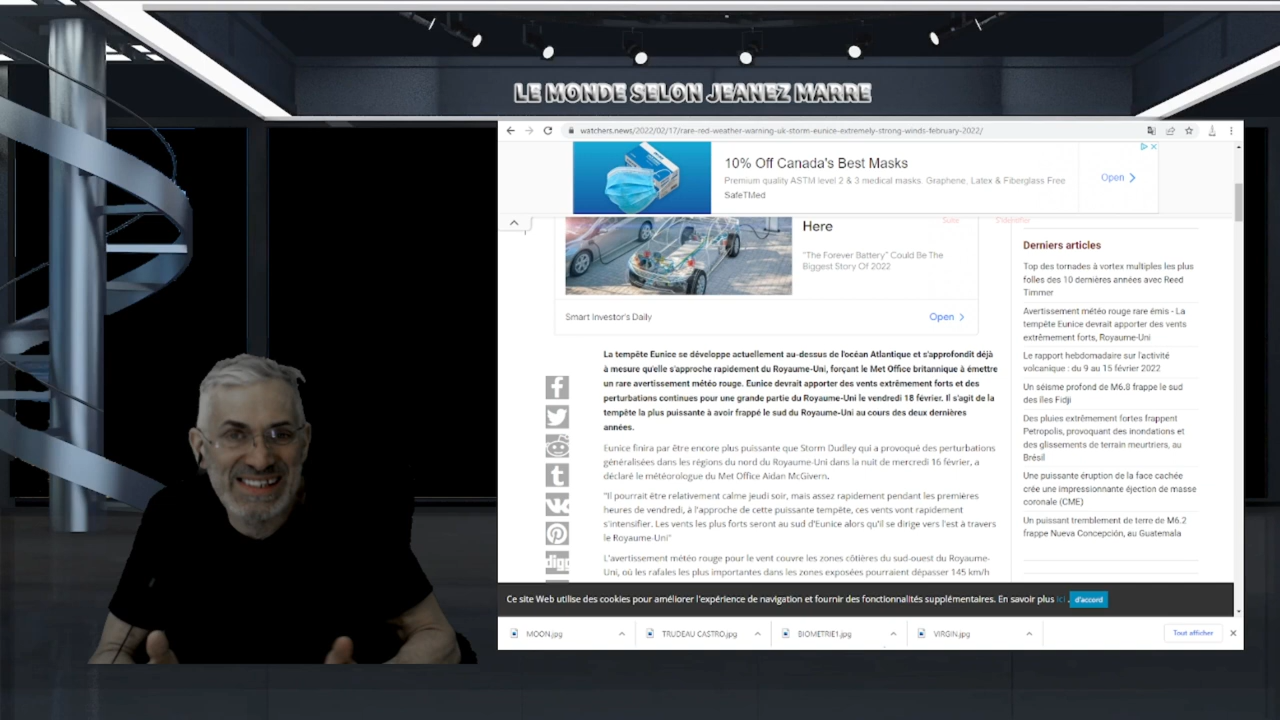 LE MONDE SELON JEANEZ MARRE
watchers.news/2022/02/17/rare-red-weather-warning-uk-storm-eunice-extremely-strong-winds-february-2022/
10% Off Canada's Best Masks
Premium quality ASTM level 2 & 3 medical masks. Graphene, Latex & Fiberglass Free
SafeTMed
Open
Here
"The Forever Battery" Could Be The
Biggest Story Of 2022
Smart Investor's Daily
Open
La tempête Eunice se développe actuellement au-dessus de l'océan Atlantique et s'approfondit déjà
à mesure qu'elle s'approche rapidement du Royaume-Uni, forçant le Met Office britannique à émettre
un rare avertissement météo rouge. Eunice devrait apporter des vents extrêmement forts et des
perturbations continues pour une grande partie du Royaume-Uni le vendredi 18 février. Il s'agit de la
tempête la plus puissante à avoir frappé le sud du Royaume-Uni au cours des deux dernières
années.
Eunice finira par être encore plus puissante que Storm Dudley qui a provoqué des perturbations
généralisées dans les régions du nord du Royaume-Uni dans la nuit de mercredi 16 février, a
déclaré le météorologue du Met Office Aidan McGivern.
"Il pourrait être relativement calme jeudi soir, mais assez rapidement pendant les premières
heures de vendredi, à l'approche de cette puissante tempête, ces vents vont rapidement
s'intensifier. Les vents les plus forts seront au sud d'Eunice alors qu'il se dirige vers l'est à travers
le Royaume-Uni"
L'avertissement météo rouge pour le vent couvre les zones côtières du sud-ouest du Royaume-
Uni, où les rafales les plus importantes dans les zones exposées pourraient dépasser 145 km/h
digg
Derniers articles
Top des tornades à vortex multiples les plus
folles des 10 dernières années avec Reed
Timmer
Avertissement météo rouge rare émis - La
tempête Eunice devrait apporter des vents
extrêmement forts, Royaume-Uni
Le rapport hebdomadaire sur l'activité
volcanique : du 9 au 15 février 2022
Un séisme profond de M6.8 frappe le sud
des îles Fidji
Des pluies extrêmement fortes frappent
Petropolis, provoquant des inondations et
des glissements de terrain meurtriers, au
Brésil
Une puissante éruption de la face cachée
crée une impressionnante éjection de masse
coronale (CME)
Un puissant tremblement de terre de M6.2
frappe Nueva Concepción, au Guatemala
Ce site Web utilise des cookies pour améliorer l'expérience de navigation et fournir des fonctionnalités supplémentaires. En savoir plus ici . d'accord
MOON.jpg
TRUDEAU CASTRO.jpg
BIOMETRIE1.jpg
VIRGIN.jpg
Tout afficher